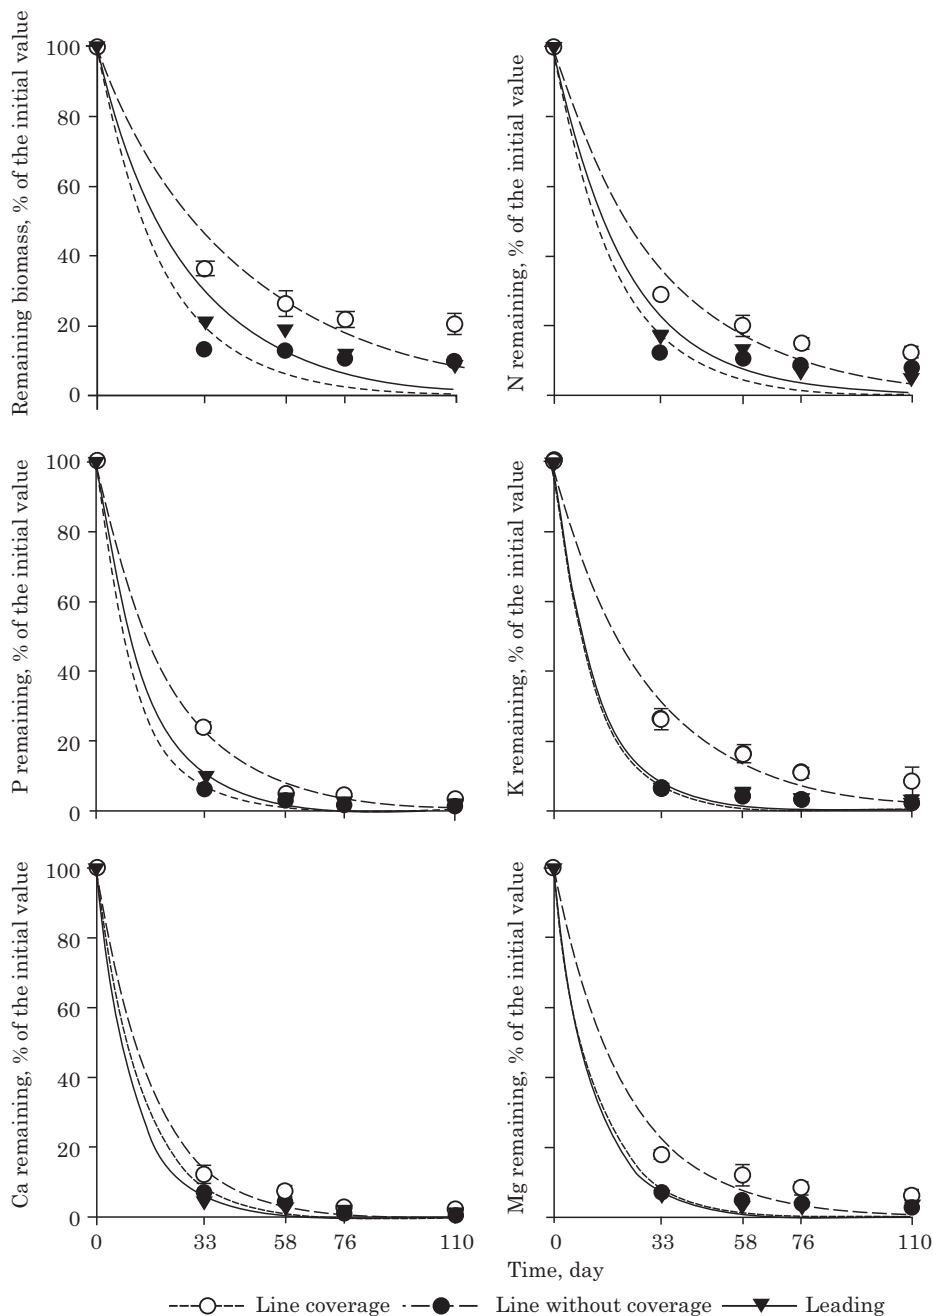 Remaining biomass, % of the initial value
100
80
60
40
20
0
N remaining, % of the initial value
P remaining, % of the initial value
100
80
60
40
20
0
K remaining, % of the initial value
Ca remaining, % of the initial value
100
80
60
40
20
0
0 33 58 76 110
Mg remaining, % of the initial value
0 33 58 76 110
Time, day
Line coverage Line without coverage Leading